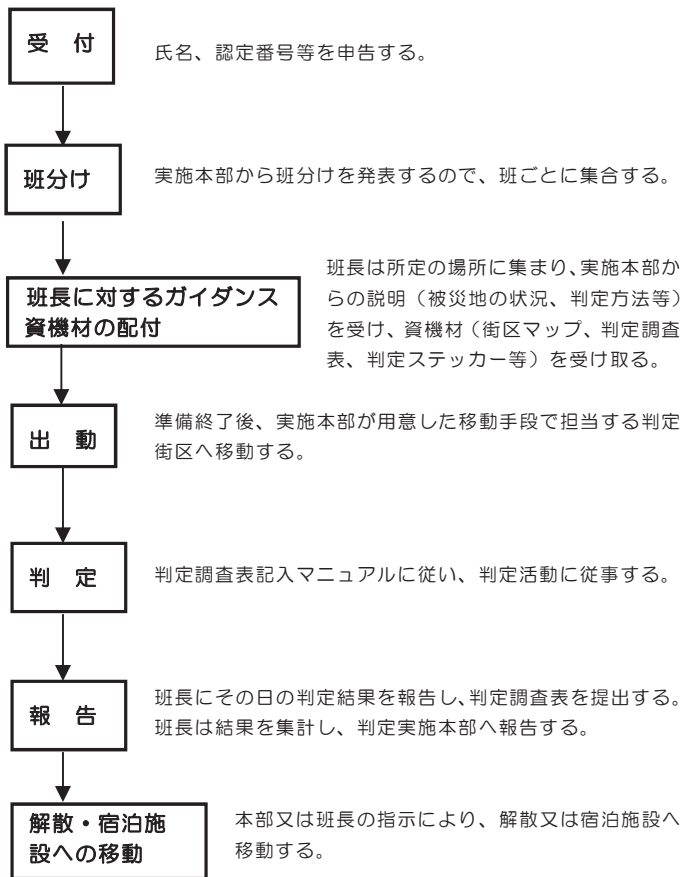 受　付
氏名、認定番号等を申告する。
班分け
実施本部から班分けを発表するので、班ごとに集合する。
班長に対するガイダンス
資機材の配付
班長は所定の場所に集まり、実施本部か
らの説明（被災地の状況、判定方法等）
を受け、資機材（街区マップ、判定調査
表、判定ステッカー等）を受け取る。
出　動
準備終了後、実施本部が用意した移動手段で担当する判定
街区へ移動する。
判　定
判定調査表記入マニュアルに従い、判定活動に従事する。
報　告
班長にその日の判定結果を報告し、判定調査表を提出する。
班長は結果を集計し、判定実施本部へ報告する。
解散・宿泊施
設への移動
本部又は班長の指示により、解散又は宿泊施設へ
移動する。